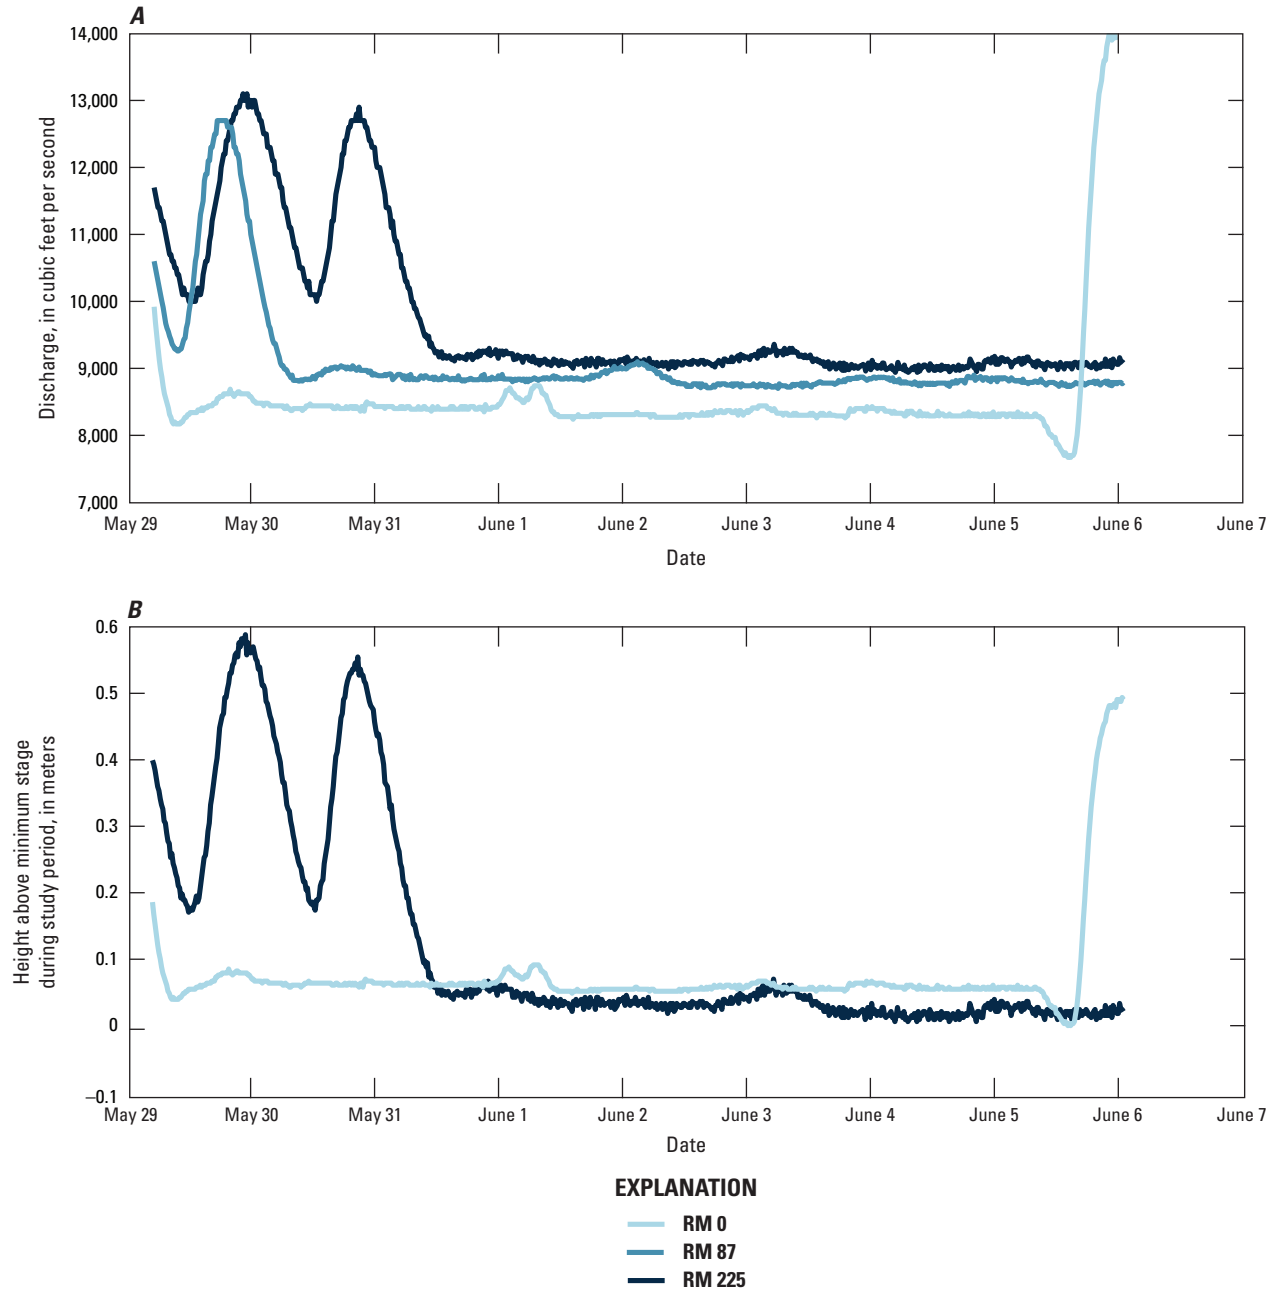 A
14,000
13,000
12,000
11,000
10,000
9,000
8,000
7,000
Discharge, in cubic feet per second
May 29 May 30 May 31 June 1 June 2 June 3 June 4 June 5 June 6 June 7
Date
B
0.6
0.5
0.4
0.3
0.2
0.1
0
–0.1
Height above minimum stage
during study period, in meters
May 29 May 30 May 31 June 1 June 2 June 3 June 4 June 5 June 6 June 7
Date
EXPLANATION
RM 0
RM 87
RM 225